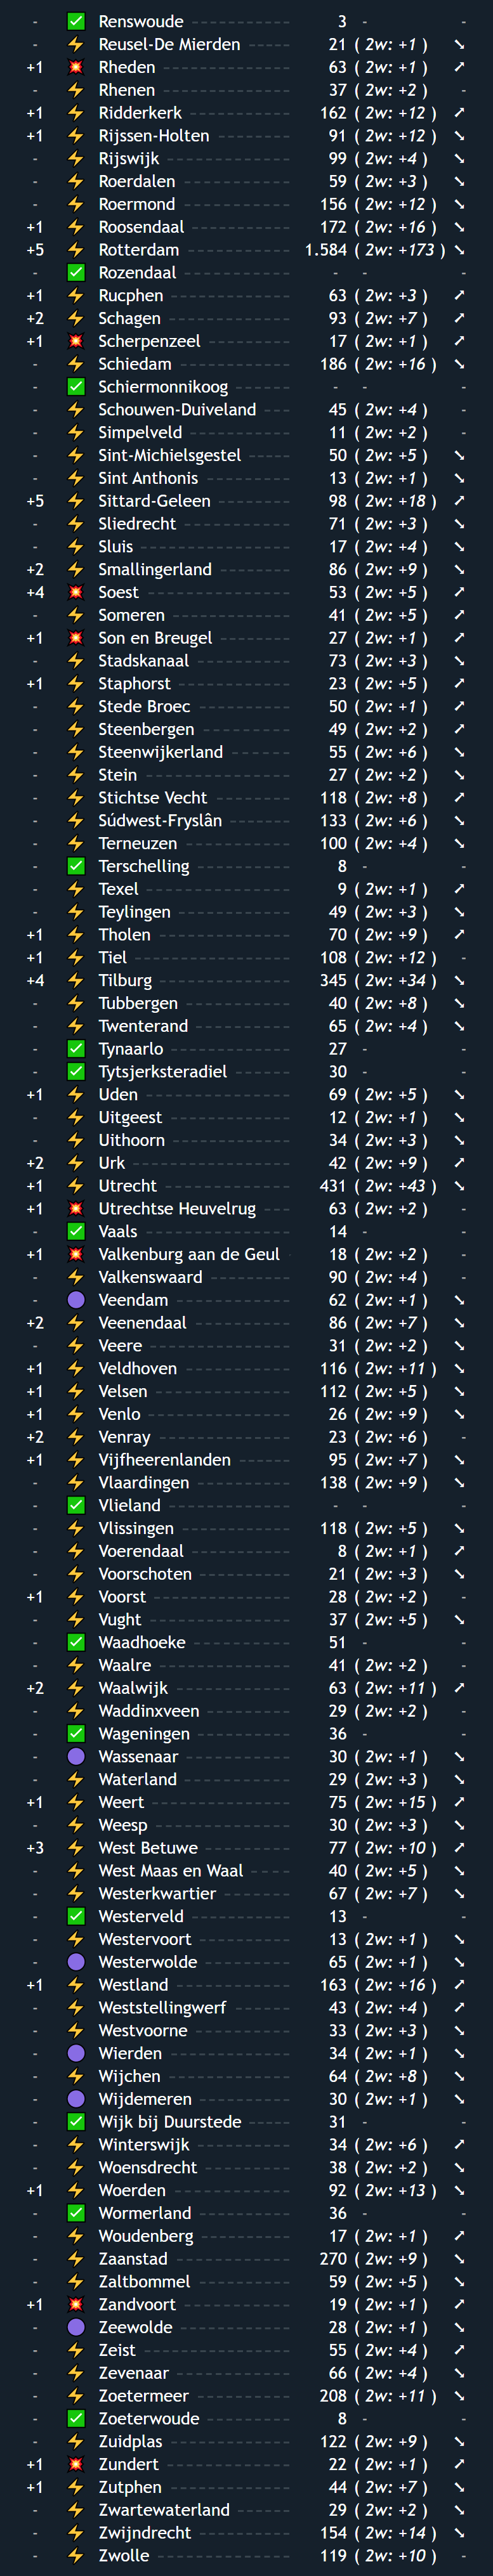 - ✅ Renswoude 3 - -
- ⚡ Reusel-De Mierden ------------ 21 ( 2w: +1 ) ➘
+1 💥 Rheden -------------------- 63 ( 2w: +1 ) ➚
- ⚡ Rhenen -------------------- 37 ( 2w: +2 ) -
+1 ⚡ Ridderkerk ----------------- 162 ( 2w: +12 ) ➚
+1 ⚡ Rijssen-Holten ------------- 91 ( 2w: +12 ) ➘
- ⚡ Rijswijk ------------------- 99 ( 2w: +4 ) ➘
- ⚡ Roerdalen ----------------- 59 ( 2w: +3 ) ➘
- ⚡ Roermond ----------------- 156 ( 2w: +12 ) ➘
+1 ⚡ Roosendaal ---------------- 172 ( 2w: +16 ) ➘
+5 ⚡ Rotterdam ---------------- 1.584 ( 2w: +173 ) ➘
- ✅ Rozendaal ----------------- - - -
+1 ⚡ Rucphen ------------------ 63 ( 2w: +3 ) ➚
+2 ⚡ Schagen ------------------ 93 ( 2w: +7 ) ➚
+1 💥 Scherpenzeel -------------- 17 ( 2w: +1 ) ➚
- ⚡ Schiedam ----------------- 186 ( 2w: +16 ) ➘
- ✅ Schiermonnikoog ----------- - - -
- ⚡ Schouwen-Duiveland ------- 45 ( 2w: +4 ) -
- ⚡ Simpelveld ---------------- 11 ( 2w: +2 ) -
- ⚡ Sint-Michielsgestel --------- 50 ( 2w: +5 ) ➘
- ⚡ Sint Anthonis -------------- 13 ( 2w: +1 ) ➘
+5 ⚡ Sittard-Geleen ------------ 98 ( 2w: +18 ) ➚
- ⚡ Sliedrecht ----------------- 71 ( 2w: +3 ) ➘
- ⚡ Sluis ---------------------- 17 ( 2w: +4 ) ➘
+2 ⚡ Smallingerland ------------ 86 ( 2w: +9 ) ➘
+4 💥 Soest --------------------- 53 ( 2w: +5 ) ➚
- ⚡ Someren ------------------ 41 ( 2w: +5 ) ➚
+1 💥 Son en Breugel ------------ 27 ( 2w: +1 ) ➚
- ⚡ Stadskanaal --------------- 73 ( 2w: +3 ) ➘
+1 ⚡ Staphorst ----------------- 23 ( 2w: +5 ) ➚
- ⚡ Stede Broec --------------- 50 ( 2w: +1 ) ➚
- ⚡ Steenbergen -------------- 49 ( 2w: +2 ) ➚
- ⚡ Steenwijkerland ----------- 55 ( 2w: +6 ) ➘
- ⚡ Stein --------------------- 27 ( 2w: +2 ) ➘
- ⚡ Stichtse Vecht ------------ 118 ( 2w: +8 ) ➚
- ⚡ Súdwest-Fryslân ----------- 133 ( 2w: +6 ) ➘
- ⚡ Terneuzen ---------------- 100 ( 2w: +4 ) ➘
- ✅ Terschelling --------------- 8 - -
- ⚡ Texel --------------------- 9 ( 2w: +1 ) ➚
- ⚡ Teylingen ----------------- 49 ( 2w: +3 ) ➘
+1 ⚡ Tholen ------------------- 70 ( 2w: +9 ) ➚
+1 ⚡ Tiel ---------------------- 108 ( 2w: +12 ) -
+4 ⚡ Tilburg ------------------- 345 ( 2w: +34 ) ➘
- ⚡ Tubbergen ---------------- 40 ( 2w: +8 ) ➘
- ⚡ Twenterand --------------- 65 ( 2w: +4 ) ➘
- ✅ Tynaarlo ------------------ 27 - -
- ✅ Tytsjerksteradiel ---------- 30 - -
+1 ⚡ Uden --------------------- 69 ( 2w: +5 ) ➘
- ⚡ Uitgeest ------------------ 12 ( 2w: +1 ) ➘
- ⚡ Uithoorn ------------------ 34 ( 2w: +3 ) ➘
+2 ⚡ Urk ---------------------- 42 ( 2w: +9 ) ➚
+1 ⚡ Utrecht ------------------ 431 ( 2w: +43 ) ➘
+1 💥 Utrechtse Heuvelrug ------- 63 ( 2w: +2 ) -
- ✅ Vaals --------------------- 14 - -
+1 💥 Valkenburg aan de Geul - 18 ( 2w: +2 ) -
- ⚡ Valkenswaard ------------- 90 ( 2w: +4 ) -
- 🟣 Veendam ----------------- 62 ( 2w: +1 ) ➘
+2 ⚡ Veenendaal --------------- 86 ( 2w: +7 ) ➘
- ⚡ Veere -------------------- 31 ( 2w: +2 ) ➘
+1 ⚡ Veldhoven ---------------- 116 ( 2w: +11 ) ➘
+1 ⚡ Velsen ------------------- 112 ( 2w: +5 ) ➘
+1 ⚡ Venlo -------------------- 26 ( 2w: +9 ) ➘
+2 ⚡ Venray ------------------- 23 ( 2w: +6 ) -
+1 ⚡ Vijfheerenlanden ---------- 95 ( 2w: +7 ) ➘
- ⚡ Vlaardingen --------------- 138 ( 2w: +9 ) ➘
- ✅ Vlieland ------------------ - - -
- ⚡ Vlissingen ---------------- 118 ( 2w: +5 ) ➘
- ⚡ Voerendaal --------------- 8 ( 2w: +1 ) ➚
- ⚡ Voorschoten -------------- 21 ( 2w: +3 ) ➘
+1 ⚡ Voorst ------------------- 28 ( 2w: +2 ) -
- ⚡ Vught -------------------- 37 ( 2w: +5 ) ➘
- ✅ Waadhoeke --------------- 51 - -
- ⚡ Waalre ------------------- 41 ( 2w: +2 ) -
+2 ⚡ Waalwijk ----------------- 63 ( 2w: +11 ) ➚
- ⚡ Waddinxveen ------------- 29 ( 2w: +2 ) -
- ✅ Wageningen -------------- 36 - -
- 🟣 Wassenaar --------------- 30 ( 2w: +1 ) ➘
- ⚡ Waterland ---------------- 29 ( 2w: +3 ) ➘
+1 ⚡ Weert -------------------- 75 ( 2w: +15 ) ➚
- ⚡ Weesp ------------------- 30 ( 2w: +3 ) ➘
+3 ⚡ West Betuwe ------------- 77 ( 2w: +10 ) ➚
- ⚡ West Maas en Waal ---- 40 ( 2w: +5 ) ➘
- ⚡ Westerkwartier ----------- 67 ( 2w: +7 ) ➘
- ✅ Westerveld --------------- 13 - -
- ⚡ Westervoort -------------- 13 ( 2w: +1 ) ➘
- 🟣 Westerwolde ------------- 65 ( 2w: +1 ) ➘
+1 ⚡ Westland ----------------- 163 ( 2w: +16 ) ➚
- ⚡ Weststellingwerf ---------- 43 ( 2w: +4 ) ➚
- ⚡ Westvoorne -------------- 33 ( 2w: +3 ) ➘
- 🟣 Wierden ----------------- 34 ( 2w: +1 ) ➘
- ⚡ Wijchen ------------------ 64 ( 2w: +8 ) ➘
- 🟣 Wijdemeren -------------- 30 ( 2w: +1 ) ➘
- ✅ Wijk bij Duurstede ----- 31 - -
- ⚡ Winterswijk --------------- 34 ( 2w: +6 ) ➚
- ⚡ Woensdrecht ------------- 38 ( 2w: +2 ) ➘
+1 ⚡ Woerden ----------------- 92 ( 2w: +13 ) ➘
- ✅ Wormerland -------------- 36 - -
- ⚡ Woudenberg -------------- 17 ( 2w: +1 ) ➚
- ⚡ Zaanstad ----------------- 270 ( 2w: +9 ) ➘
- ⚡ Zaltbommel -------------- 59 ( 2w: +5 ) ➘
+1 💥 Zandvoort ---------------- 19 ( 2w: +1 ) ➚
- 🟣 Zeewolde ---------------- 28 ( 2w: +1 ) ➘
- ⚡ Zeist --------------------- 55 ( 2w: +4 ) ➚
- ⚡ Zevenaar ----------------- 66 ( 2w: +4 ) ➘
- ⚡ Zoetermeer --------------- 208 ( 2w: +11 ) ➘
- ✅ Zoeterwoude ------------- 8 - -
- ⚡ Zuidplas ------------------ 122 ( 2w: +9 ) ➘
+1 💥 Zundert ------------------ 22 ( 2w: +1 ) ➚
+1 ⚡ Zutphen ------------------ 44 ( 2w: +7 ) ➘
- ⚡ Zwartewaterland ---------- 29 ( 2w: +2 ) ➘
- ⚡ Zwijndrecht --------------- 154 ( 2w: +14 ) ➘
- ⚡ Zwolle -------------------- 119 ( 2w: +10 ) -